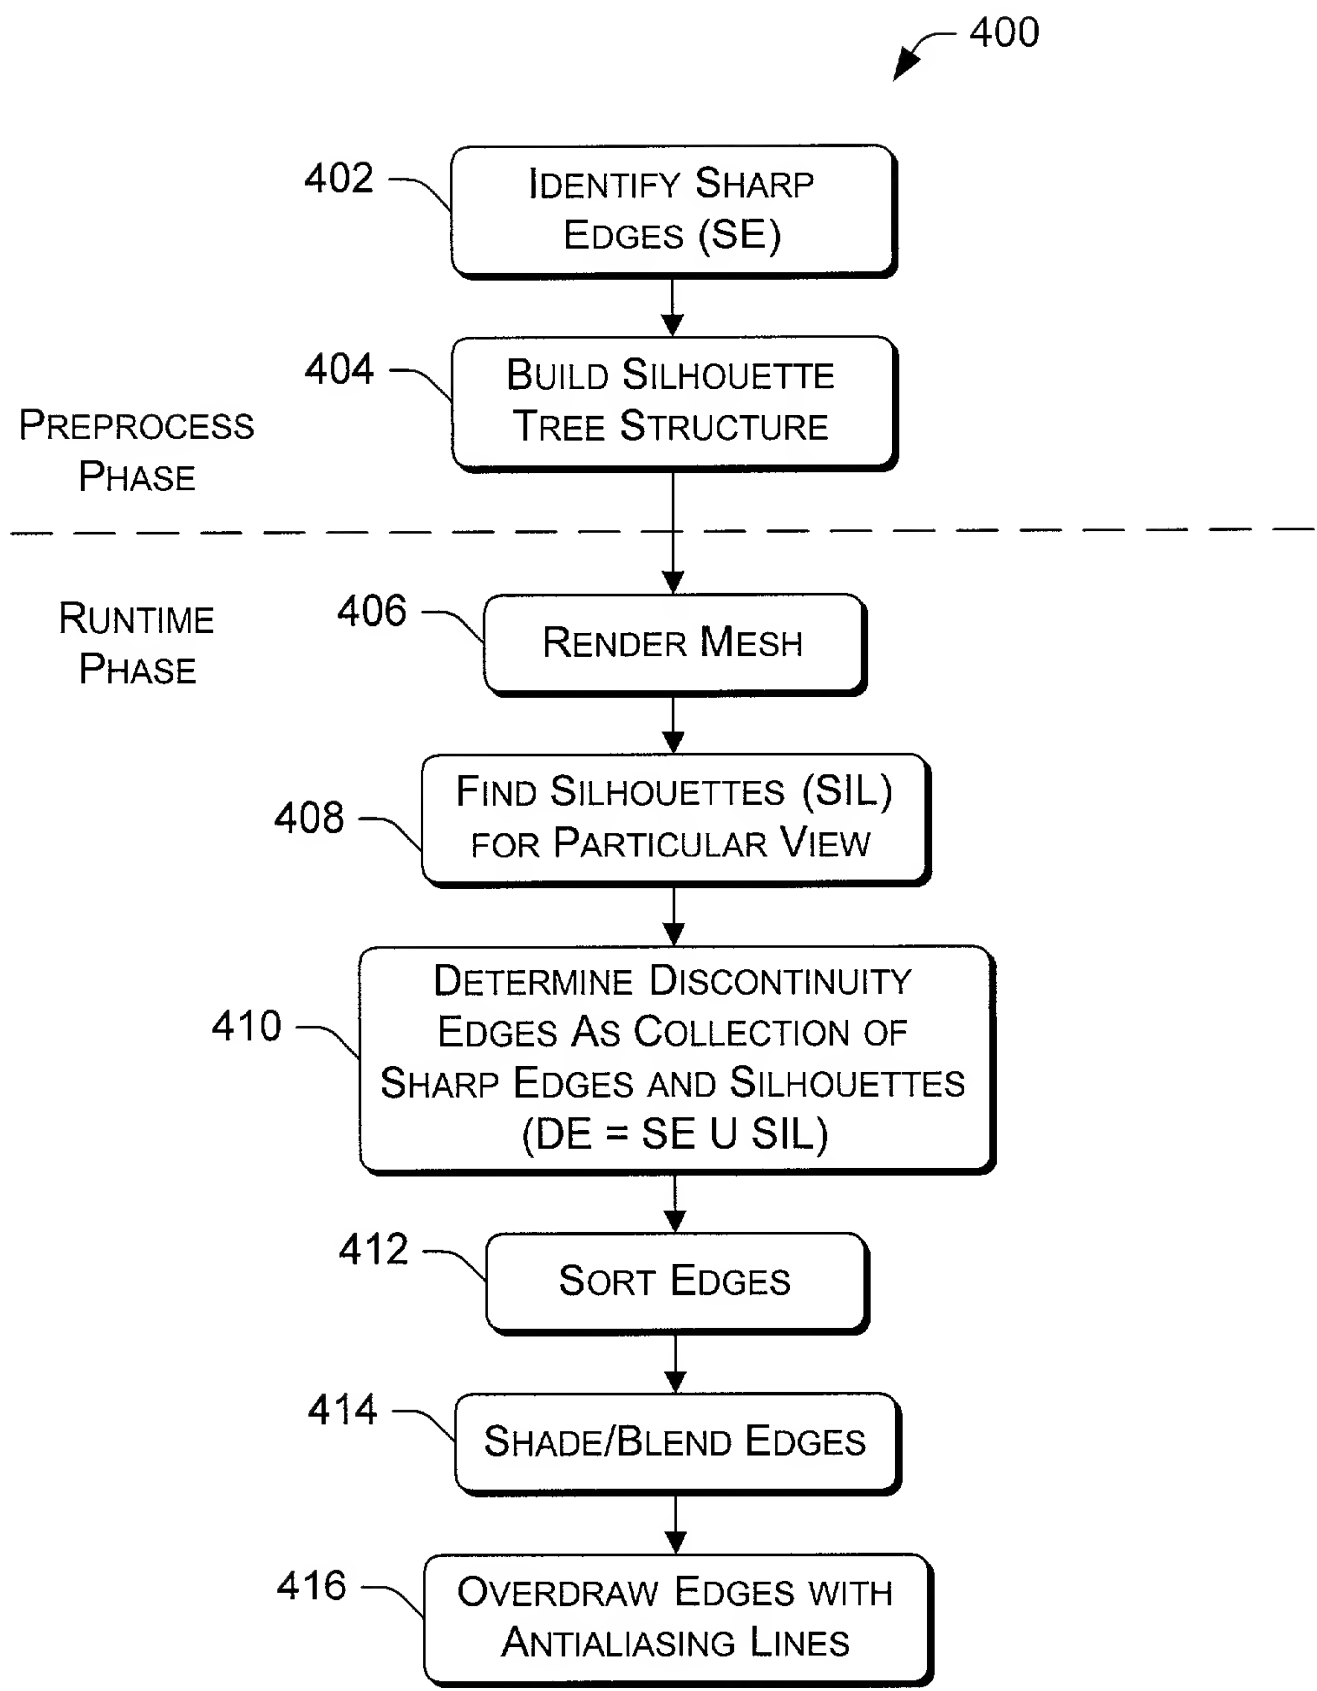 400
402
IDENTIFY SHARP
EDGES (SE)
404
BUILD SILHOUETTE
TREE STRUCTURE
PREPROCESS
PHASE
RUNTIME
PHASE
406
RENDER MESH
408
FIND SILHOUETTES (SIL)
FOR PARTICULAR VIEW
410
DETERMINE DISCONTINUITY
EDGES AS COLLECTION OF
SHARP EDGES AND SILHOUETTES
(DE = SE U SIL)
412
SORT EDGES
414
SHADE/BLEND EDGES
416
OVERDRAW EDGES WITH
ANTIALIASING LINES